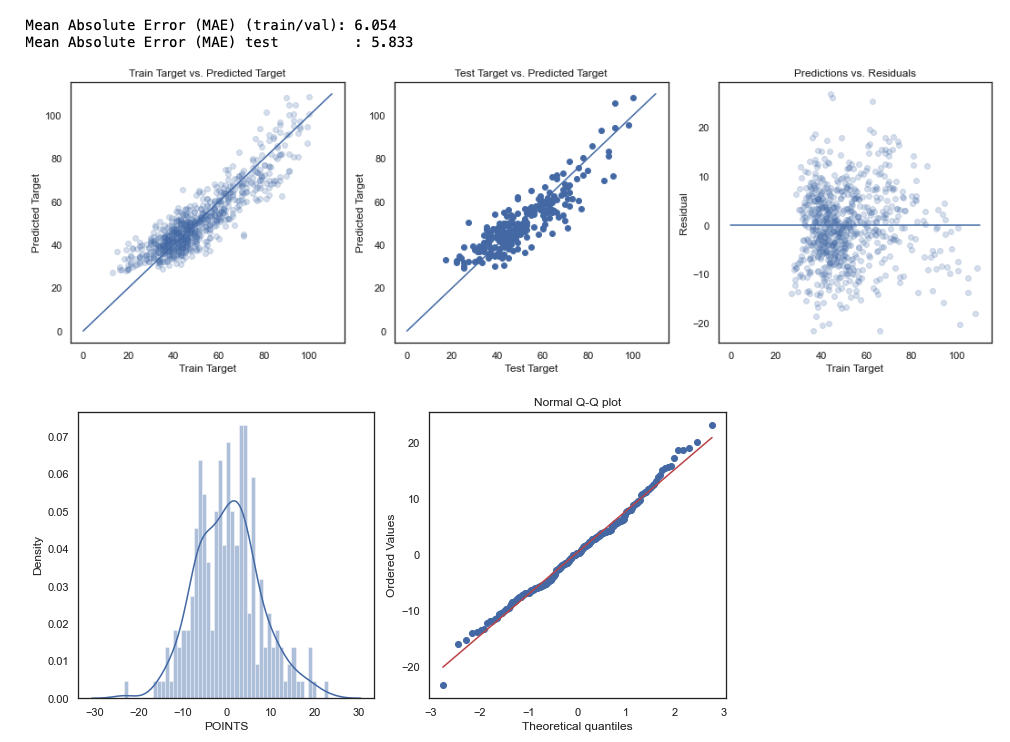 Mean Absolute Error (MAE) (train/val): 6.054
Mean Absolute Error (MAE) test : 5.833
Train Target vs. Predicted Target
Predicted Target
100
80
60
40
20
0
0 20 40 60 80 100
Train Target
Test Target vs. Predicted Target
Predicted Target
100
80
60
40
20
0
0 20 40 60 80 100
Test Target
Predictions vs. Residuals
Residual
20
10
0
−10
−20
0 20 40 60 80 100
Train Target
Density
0.07
0.06
0.05
0.04
0.03
0.02
0.01
0.00
−30 −20 −10 0 10 20 30
POINTS
Normal Q-Q plot
Ordered Values
20
10
0
−10
−20
−3 −2 −1 0 1 2 3
Theoretical quantiles